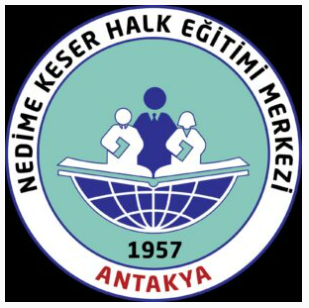 NEDİME KESER HALK EĞİTİMİ MERKEZİ
1957
ANTAKYA